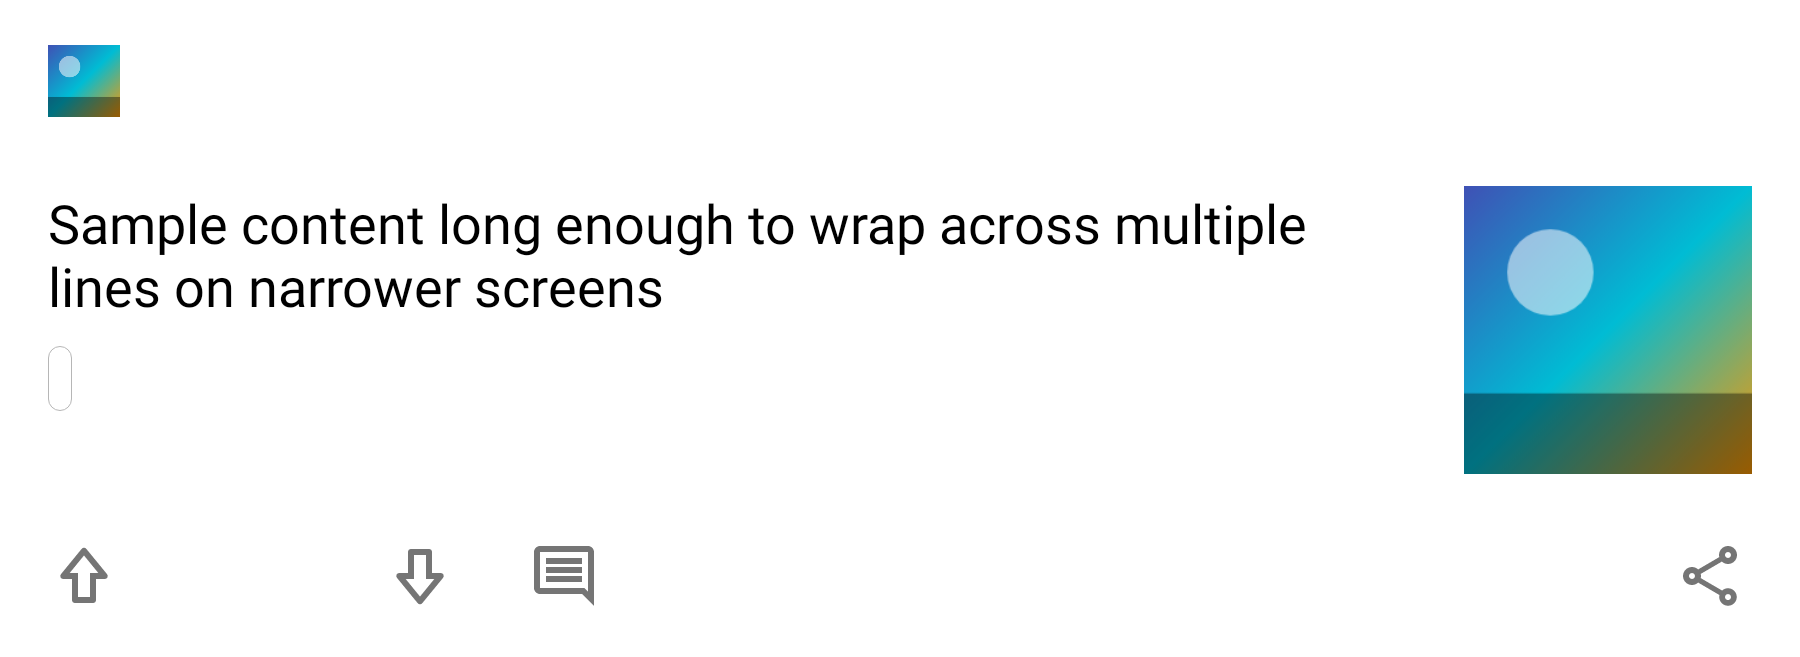 Sample content long enough to wrap across multiple
lines on narrower screens